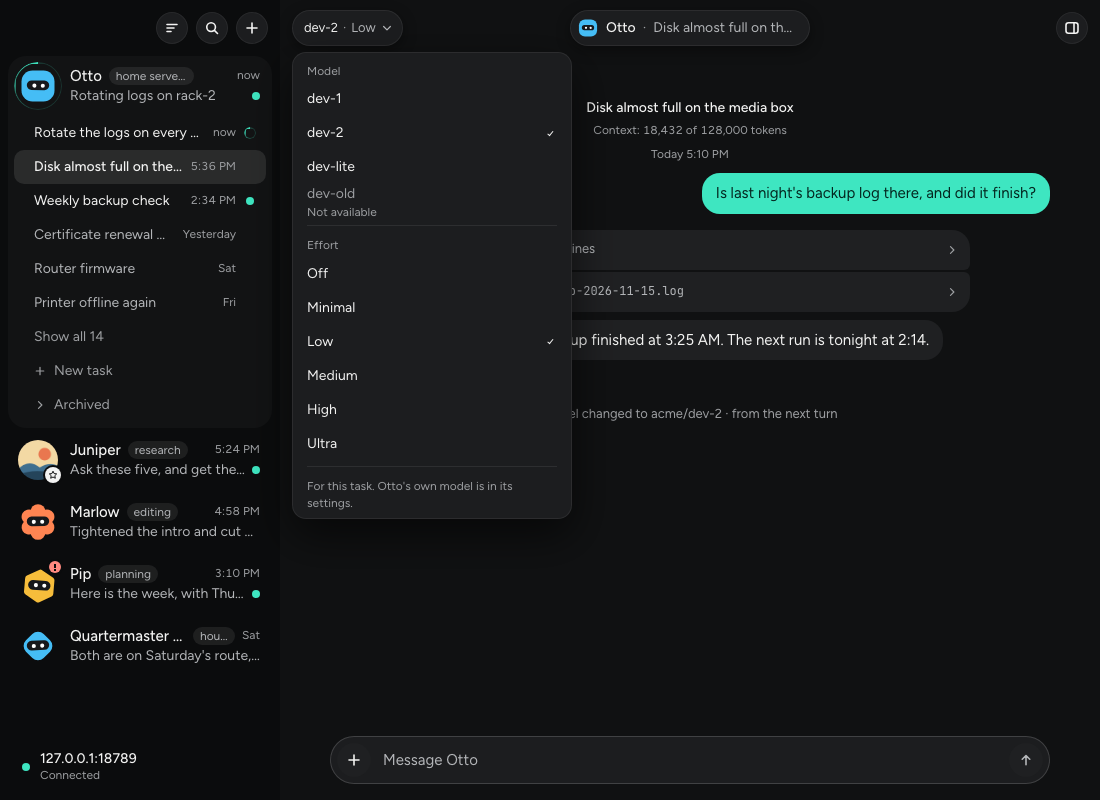 dev-2 · Low
Otto · Disk almost full on th...
Otto home serve... now
Rotating logs on rack-2
Rotate the logs on every ... now
Disk almost full on the... 5:36 PM
Weekly backup check 2:34 PM
Certificate renewal ... Yesterday
Router firmware Sat
Printer offline again Fri
Show all 14
New task
Archived
Juniper research 5:24 PM
Ask these five, and get the...
Marlow editing 4:58 PM
Tightened the intro and cut ...
Pip planning 3:10 PM
Here is the week, with Thu...
Quartermaster ... hou... Sat
Both are on Saturday's route,...
127.0.0.1:18789
Connected
Model
dev-1
dev-2
dev-lite
dev-old
Not available
Effort
Off
Minimal
Low
Medium
High
Ultra
For this task. Otto's own model is in its
settings.
Disk almost full on the media box
Context: 18,432 of 128,000 tokens
Today 5:10 PM
Is last night's backup log there, and did it finish?
-2026-11-15.log
finished at 3:25 AM. The next run is tonight at 2:14.
changed to acme/dev-2 · from the next turn
Message Otto